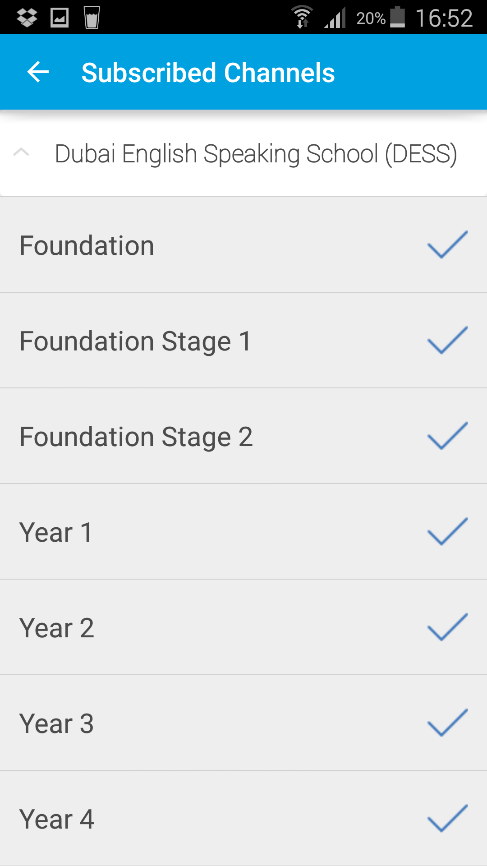 20% 16:52
Subscribed Channels
Dubai English Speaking School (DESS)
Foundation
Foundation Stage 1
Foundation Stage 2
Year 1
Year 2
Year 3
Year 4